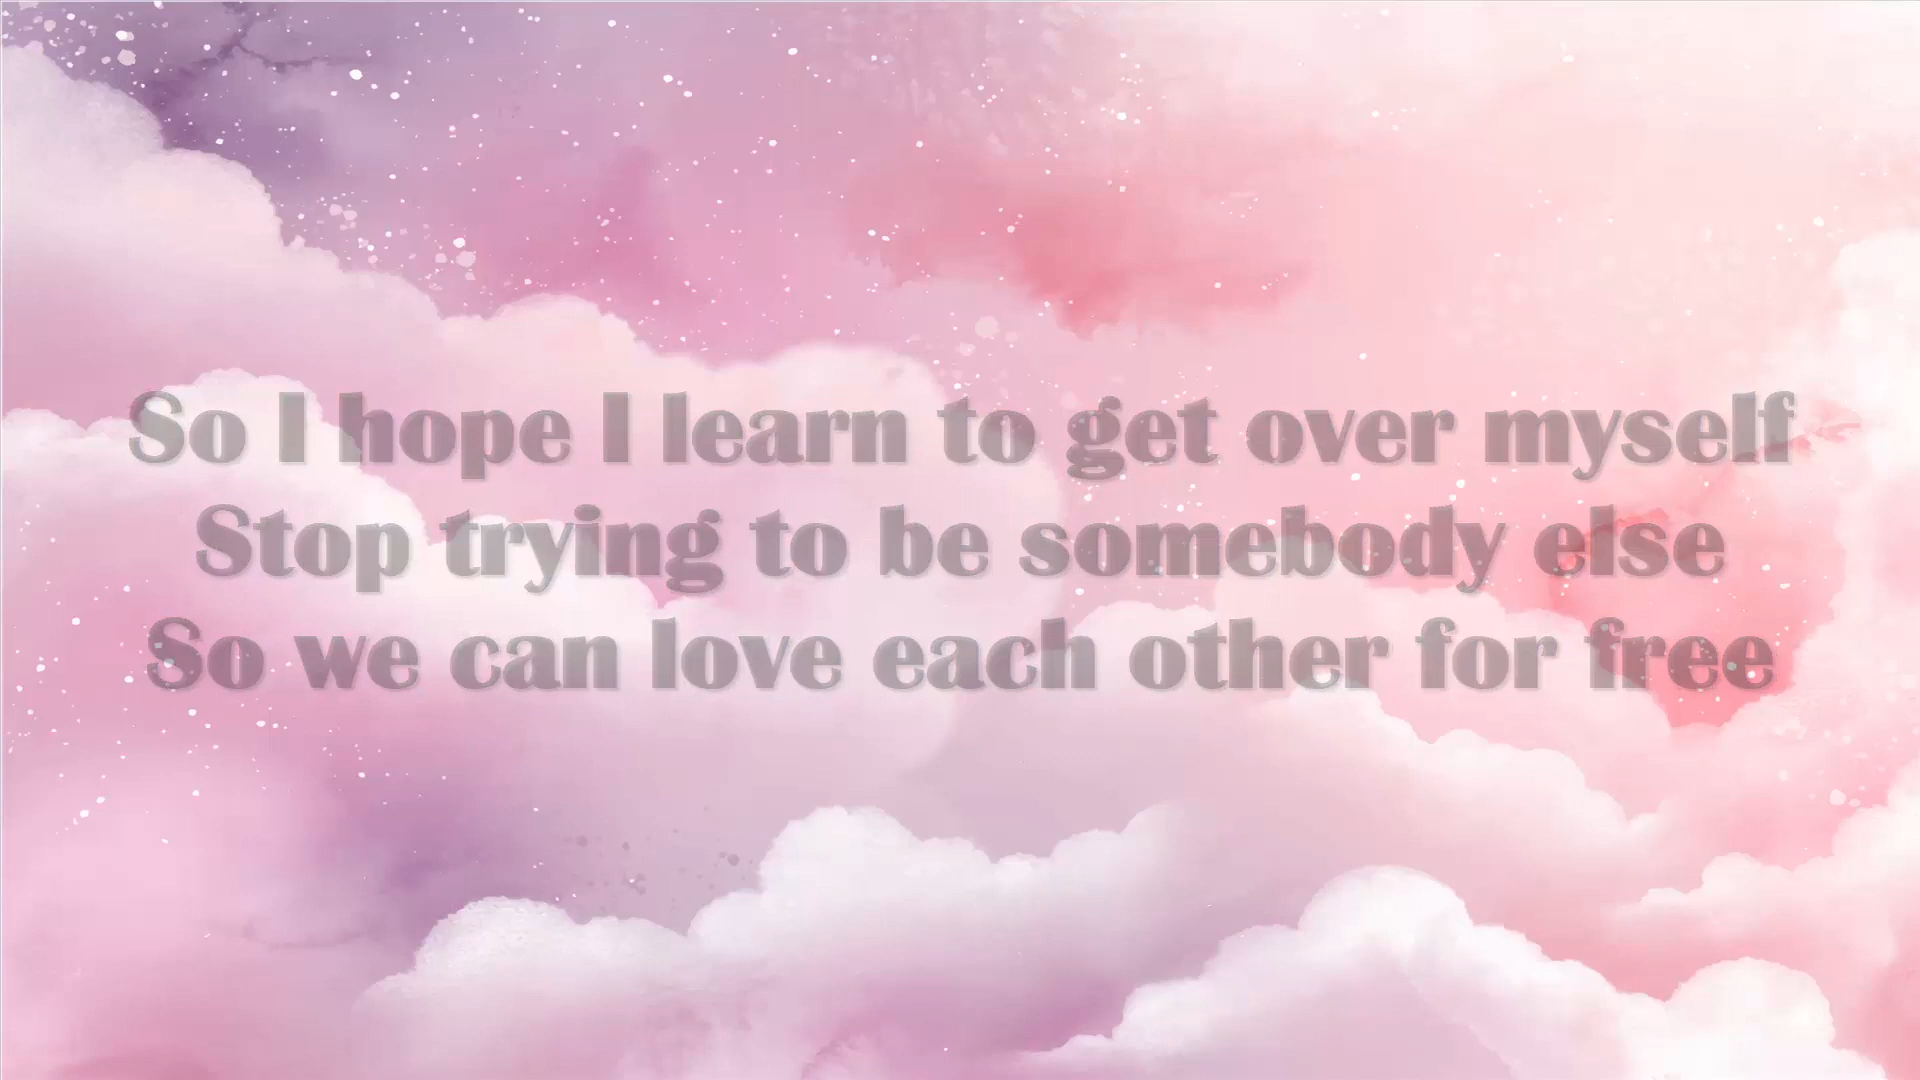 So I hope I learn to get over myself
Stop trying to be somebody else
So we can love each other for free